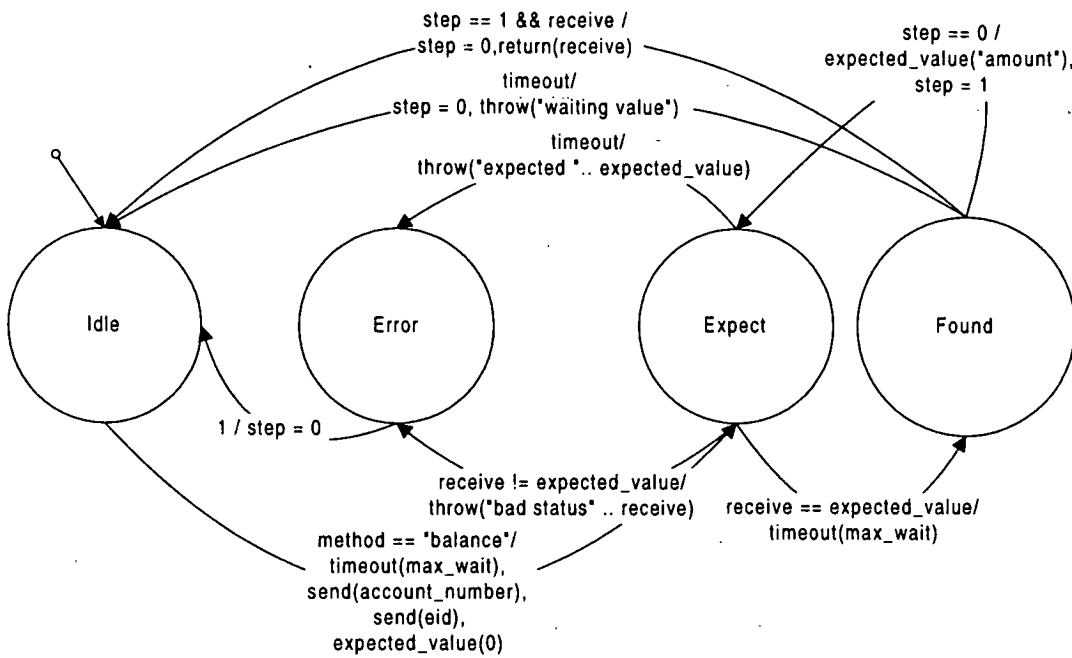 step == 1 && receive /
step = 0,return(receive)
step == 0 /
expected_value("amount"),
step = 1
timeout/
step = 0, throw("waiting value")
timeout/
throw("expected ".. expected_value)
Idle
Error
Expect
Found
1 / step = 0
receive != expected_value/
throw("bad status" .. receive)
receive == expected_value/
timeout(max_wait)
method == "balance"/
timeout(max_wait),
send(account_number),
send(eid),
expected_value(0)